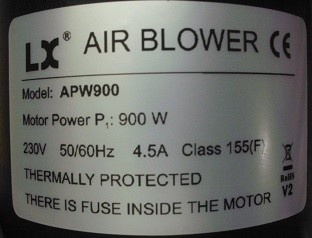 LX® AIR BLOWER CE
Model: APW900
Motor Power P₁: 900 W
230V 50/60Hz 4.5A Class 155(F)
THERMALLY PROTECTED
THERE IS FUSE INSIDE THE MOTOR
RoHS
V2